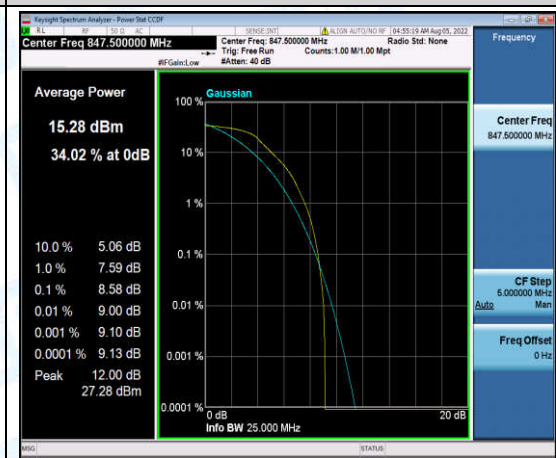 Keysight Spectrum Analyzer - Power Stat CCDF
RL RF 50 Ω AC SENSE:INT ALIGN AUTO/NO RF 04:55:19 AM Aug 05, 2022
Center Freq 847.500000 MHz
Center Freq: 847.500000 MHz Radio Std: None
Trig: Free Run Counts:1.00 M/1.00 Mpt
#IFGain:Low #Atten: 40 dB
Frequency
Average Power
15.28 dBm
34.02 % at 0dB
10.0 % 5.06 dB
1.0 % 7.59 dB
0.1 % 8.58 dB
0.01 % 9.00 dB
0.001 % 9.10 dB
0.0001 % 9.13 dB
Peak 12.00 dB
27.28 dBm
Gaussian
100 %
10 %
1 %
0.1 %
0.01 %
0.001 %
0.0001 %
0 dB 20 dB
Info BW 25.000 MHz
Center Freq
847.500000 MHz
CF Step
5.000000 MHz
Auto Man
Freq Offset
0 Hz
MSG STATUS